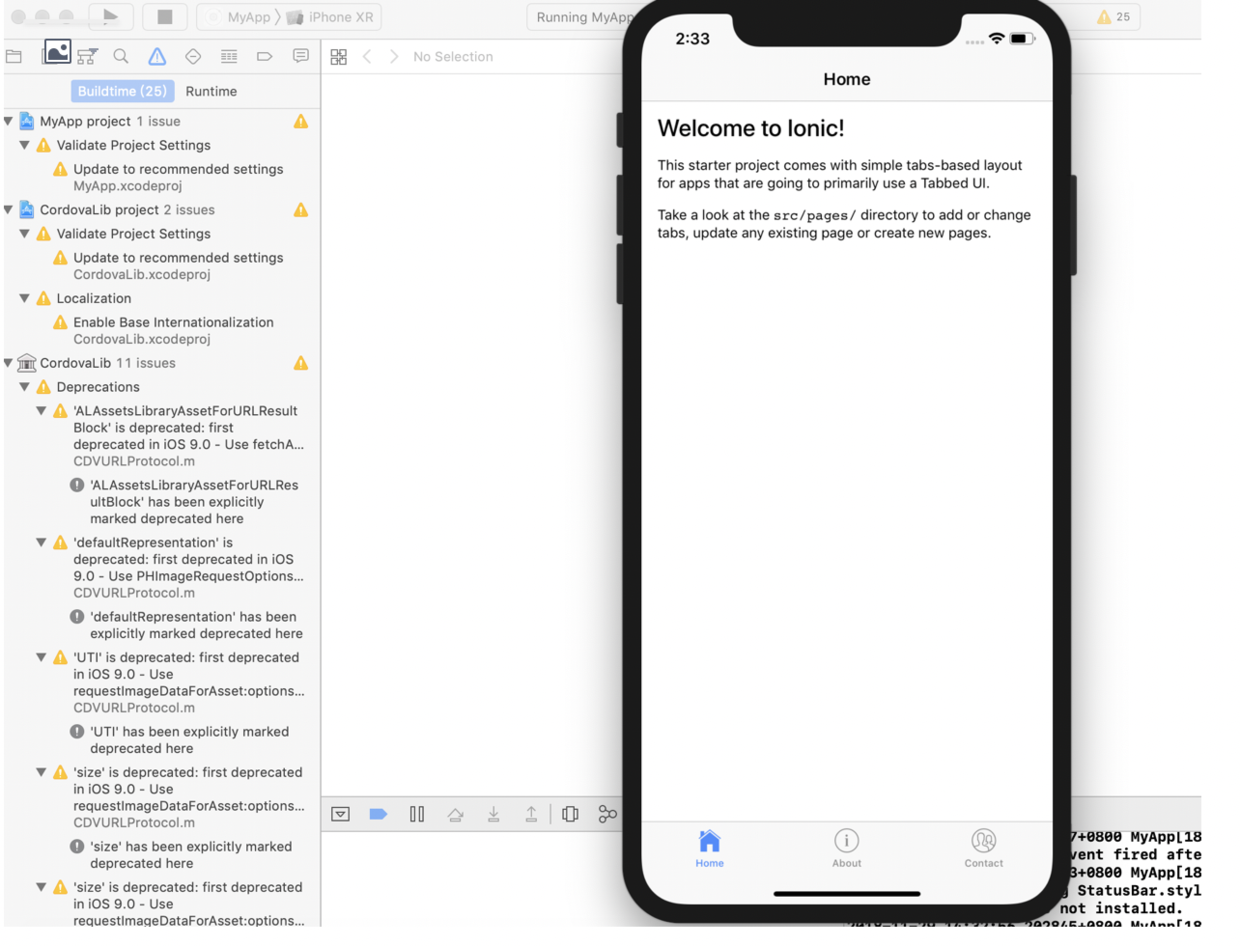 MyApp 〉 iPhone XR
Running MyApp
25
No Selection
Buildtime (25) Runtime
MyApp project 1 issue
Validate Project Settings
Update to recommended settings
MyApp.xcodeproj
CordovaLib project 2 issues
Validate Project Settings
Update to recommended settings
CordovaLib.xcodeproj
Localization
Enable Base Internationalization
CordovaLib.xcodeproj
CordovaLib 11 issues
Deprecations
'ALAssetsLibraryAssetForURLResult
Block' is deprecated: first
deprecated in iOS 9.0 - Use fetchA...
CDVURLProtocol.m
'ALAssetsLibraryAssetForURLRes
ultBlock' has been explicitly
marked deprecated here
'defaultRepresentation' is
deprecated: first deprecated in iOS
9.0 - Use PHImageRequestOptions...
CDVURLProtocol.m
'defaultRepresentation' has been
explicitly marked deprecated here
'UTI' is deprecated: first deprecated
in iOS 9.0 - Use
requestImageDataForAsset:options...
CDVURLProtocol.m
'UTI' has been explicitly marked
deprecated here
'size' is deprecated: first deprecated
in iOS 9.0 - Use
requestImageDataForAsset:options...
CDVURLProtocol.m
'size' has been explicitly marked
deprecated here
'size' is deprecated: first deprecated
in iOS 9.0 - Use
requestImageDataForAsset:options...
2:33
Home
Welcome to Ionic!
This starter project comes with simple tabs-based layout
for apps that are going to primarily use a Tabbed UI.
Take a look at the src/pages/ directory to add or change
tabs, update any existing page or create new pages.
Home About Contact
7+0800 MyApp[18
vent fired afte
3+0800 MyApp[18
g StatusBar.styl
not installed.
202845+0800 MyApp[18